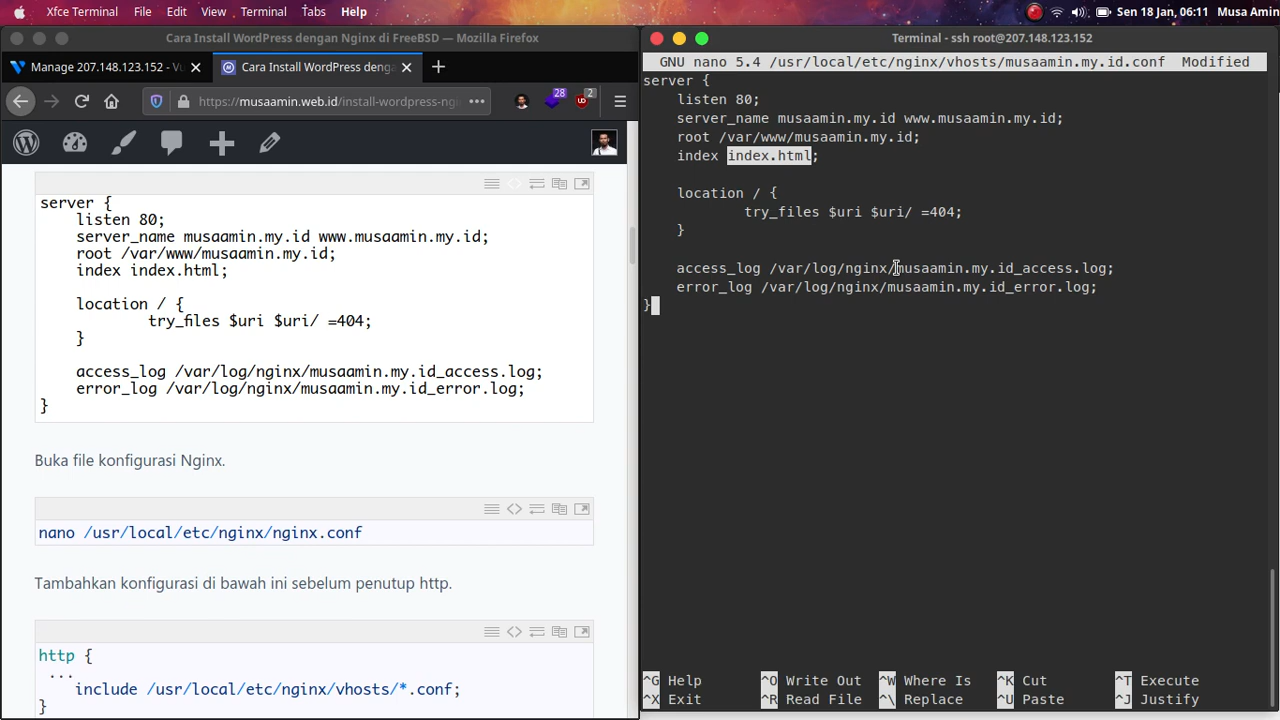 Xfce Terminal File Edit View Terminal Tabs Help Sen 18 Jan, 06:11 Musa Amin
Cara Install WordPress dengan Nginx di FreeBSD — Mozilla Firefox
Manage 207.148.123.152 - Vu
Cara Install WordPress denga
https://musaamin.web.id/install-wordpress-ng
28
2
server {
listen 80;
server_name musaamin.my.id www.musaamin.my.id;
root /var/www/musaamin.my.id;
index index.html;
location / {
try_files $uri $uri/ =404;
}
access_log /var/log/nginx/musaamin.my.id_access.log;
error_log /var/log/nginx/musaamin.my.id_error.log;
}
Buka file konfigurasi Nginx.
nano /usr/local/etc/nginx/nginx.conf
Tambahkan konfigurasi di bawah ini sebelum penutup http.
http {
...
include /usr/local/etc/nginx/vhosts/*.conf;
}
Terminal - ssh root@207.148.123.152
GNU nano 5.4 /usr/local/etc/nginx/vhosts/musaamin.my.id.conf Modified
server {
listen 80;
server_name musaamin.my.id www.musaamin.my.id;
root /var/www/musaamin.my.id;
index index.html;
location / {
try_files $uri $uri/ =404;
}
access_log /var/log/nginx/musaamin.my.id_access.log;
error_log /var/log/nginx/musaamin.my.id_error.log;
}
^G Help ^O Write Out ^W Where Is ^K Cut ^T Execute
^X Exit ^R Read File ^\ Replace ^U Paste ^J Justify